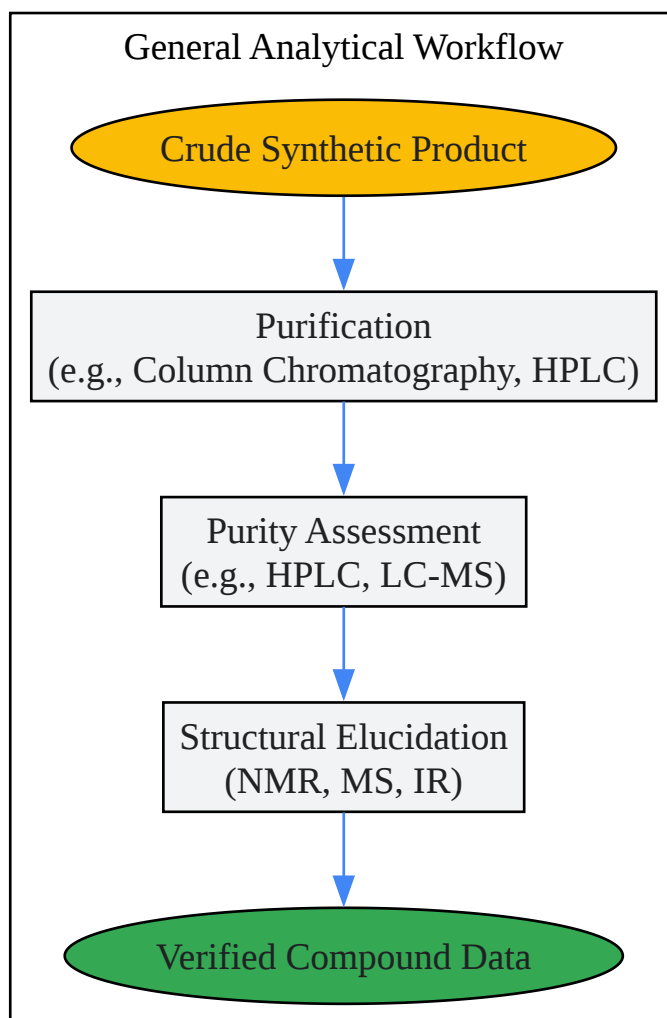 General Analytical Workflow
Crude Synthetic Product
Purification
(e.g., Column Chromatography, HPLC)
Purity Assessment
(e.g., HPLC, LC-MS)
Structural Elucidation
(NMR, MS, IR)
Verified Compound Data